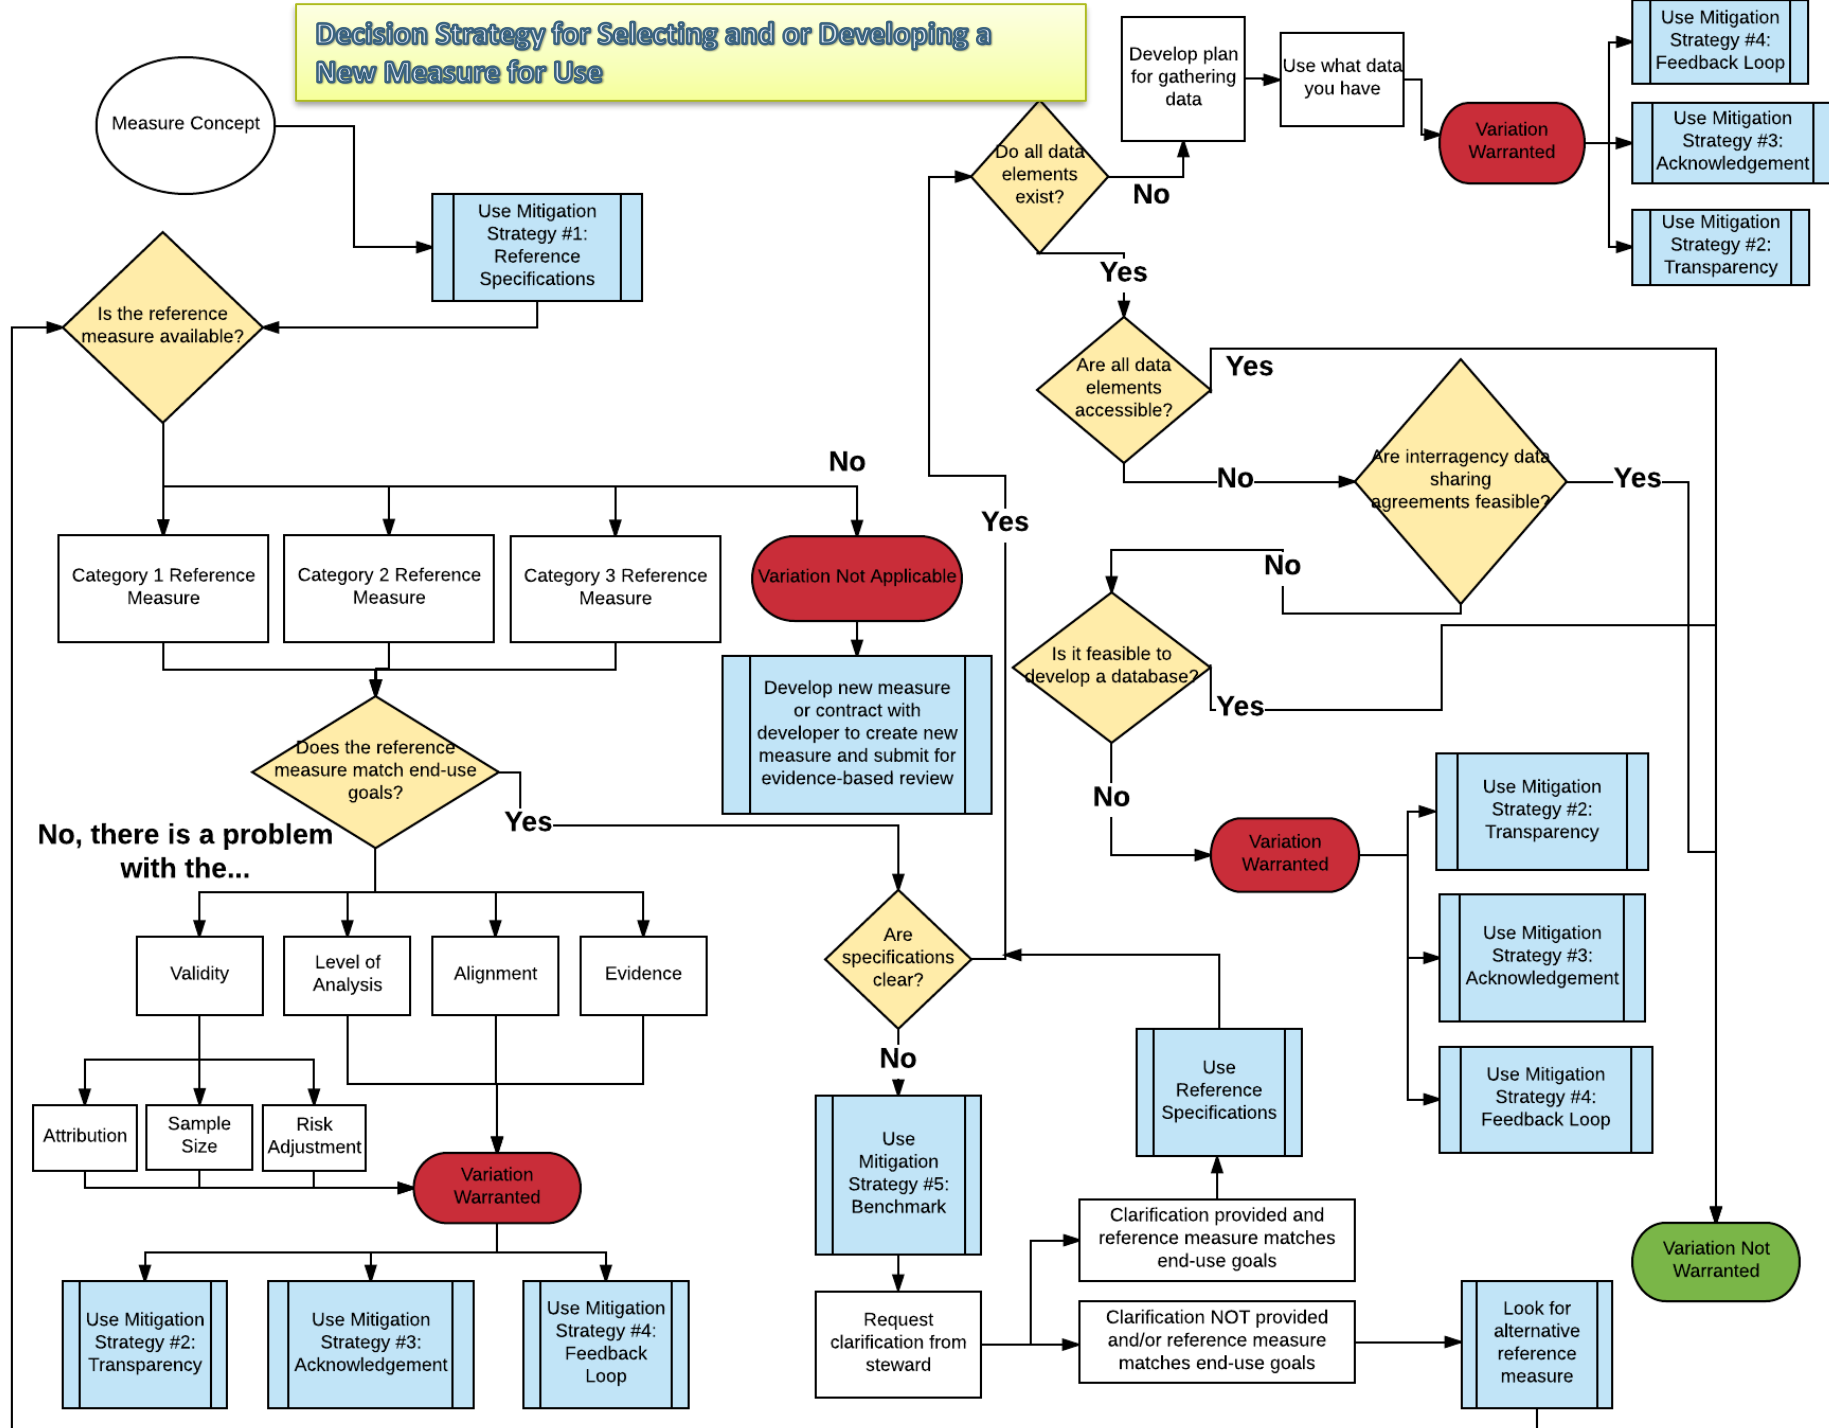 Decision Strategy for Selecting and or Developing a
New Measure for Use
Measure Concept
Use Mitigation
Strategy #1:
Reference
Specifications
Is the reference
measure available?
No
Category 1 Reference
Measure
Category 2 Reference
Measure
Category 3 Reference
Measure
Variation Not Applicable
Develop new measure
or contract with
developer to create new
measure and submit for
evidence-based review
Does the reference
measure match end-use
goals?
Yes
No, there is a problem
with the...
Validity
Level of
Analysis
Alignment
Evidence
Attribution
Sample
Size
Risk
Adjustment
Variation
Warranted
Use Mitigation
Strategy #2:
Transparency
Use Mitigation
Strategy #3:
Acknowledgement
Use Mitigation
Strategy #4:
Feedback
Loop
Are
specifications
clear?
Yes
No
Use
Mitigation
Strategy #5:
Benchmark
Request
clarification from
steward
Clarification provided and
reference measure matches
end-use goals
Clarification NOT provided
and/or reference measure
matches end-use goals
Use
Reference
Specifications
Look for
alternative
reference
measure
Do all data
elements
exist?
No
Develop plan
for gathering
data
Use what data
you have
Variation
Warranted
Use Mitigation
Strategy #4:
Feedback Loop
Use Mitigation
Strategy #3:
Acknowledgement
Use Mitigation
Strategy #2:
Transparency
Yes
Are all data
elements
accessible?
Yes
No
Are interragency data
sharing
agreements feasible?
Yes
No
Is it feasible to
develop a database?
Yes
No
Variation
Warranted
Use Mitigation
Strategy #2:
Transparency
Use Mitigation
Strategy #3:
Acknowledgement
Use Mitigation
Strategy #4:
Feedback Loop
Variation Not
Warranted